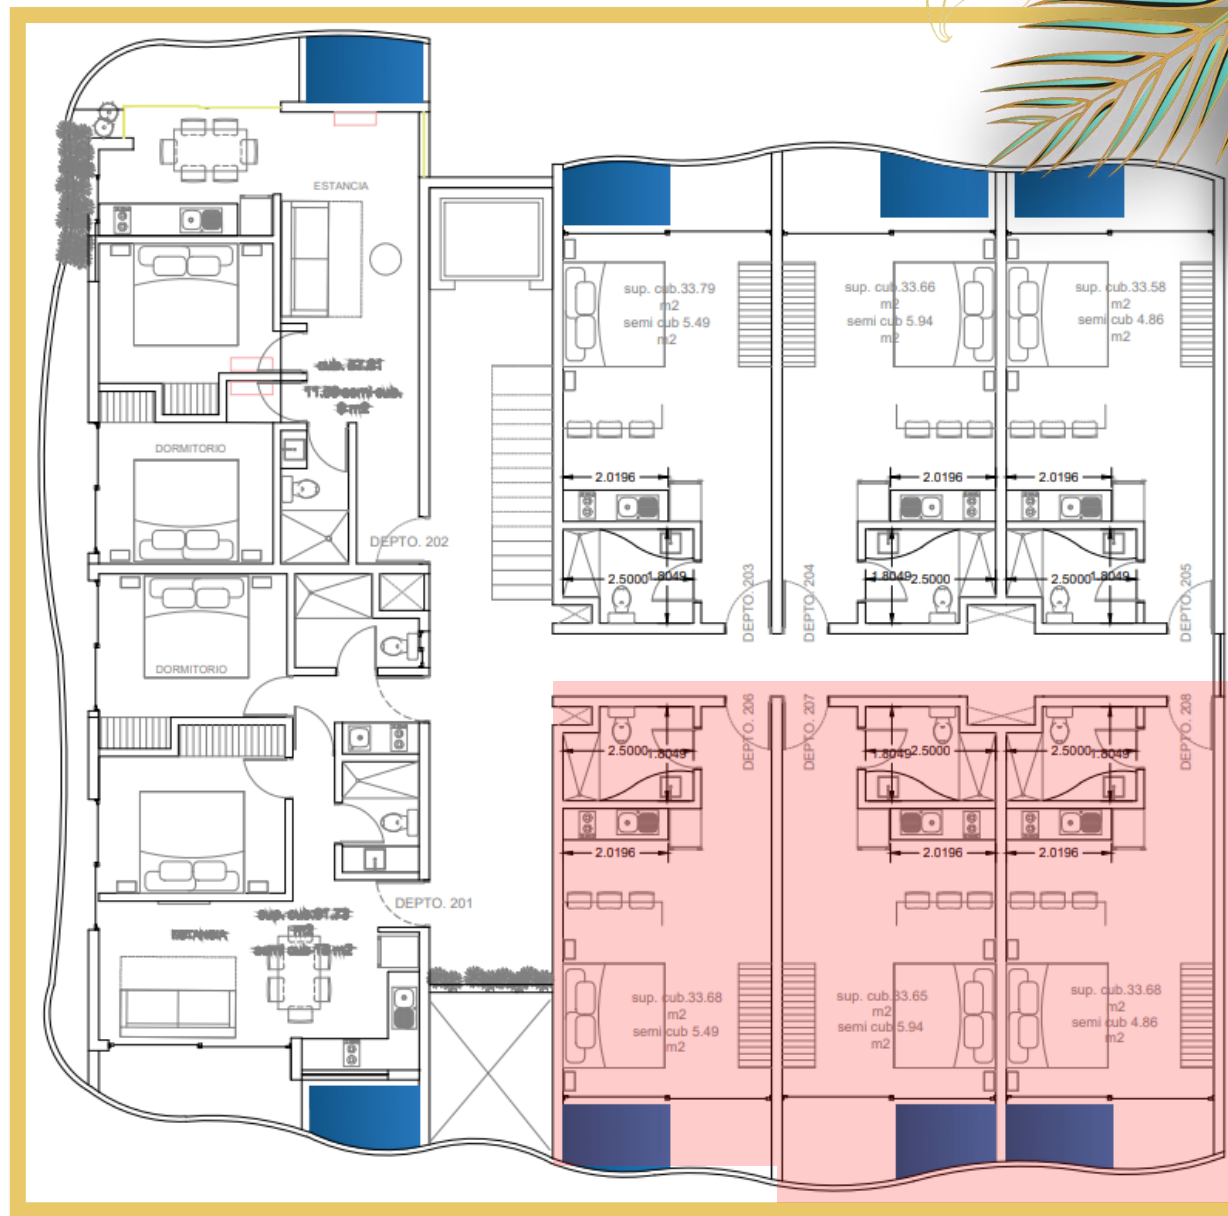 ESTANCIA
sup. cub.33.79
m2
semi cub 5.49
m2
sup. cub.33.66
m2
semi cub 5.94
m2
sup. cub.33.58
m2
semi cub 4.86
m2
DORMITORIO
2.0196
2.0196
2.0196
DEPTO. 202
2.5000
1.8049
1.8049
2.5000
2.5000
1.8049
DEPTO. 203
DEPTO. 204
DEPTO. 205
DORMITORIO
DEPTO. 206
DEPTO. 207
DEPTO. 208
2.5000
1.8049
1.8049
2.5000
2.5000
1.8049
2.0196
2.0196
2.0196
DEPTO. 201
sup. cub.33.68
m2
semi cub 5.49
m2
sup. cub.33.65
m2
semi cub 5.94
m2
sup. cub.33.68
m2
semi cub 4.86
m2